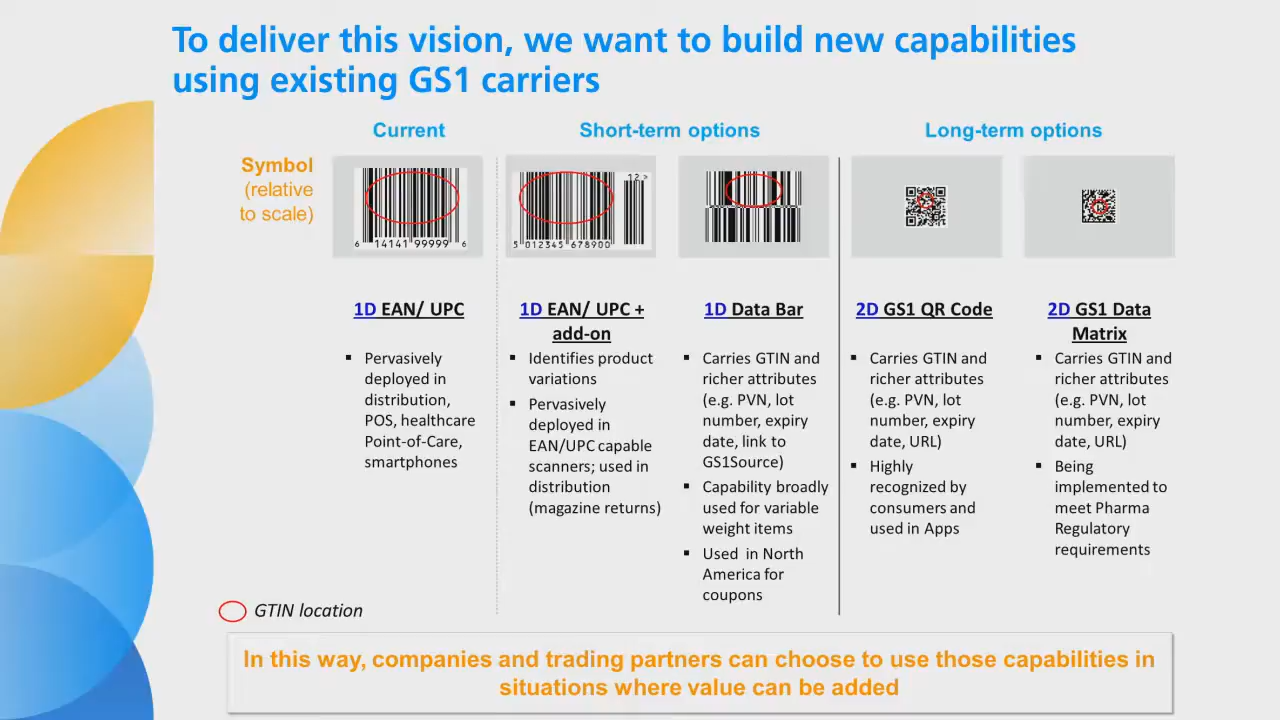 To deliver this vision, we want to build new capabilities
using existing GS1 carriers
Current
Short-term options
Long-term options
Symbol
(relative
to scale)
6 14141 99999 6
5 012345 678900
12 >
1D EAN/ UPC
▪ Pervasively
deployed in
distribution,
POS, healthcare
Point-of-Care,
smartphones
1D EAN/ UPC +
add-on
▪ Identifies product
variations
▪ Pervasively
deployed in
EAN/UPC capable
scanners; used in
distribution
(magazine returns)
1D Data Bar
▪ Carries GTIN and
richer attributes
(e.g. PVN, lot
number, expiry
date, link to
GS1Source)
▪ Capability broadly
used for variable
weight items
▪ Used in North
America for
coupons
2D GS1 QR Code
▪ Carries GTIN and
richer attributes
(e.g. PVN, lot
number, expiry
date, URL)
▪ Highly
recognized by
consumers and
used in Apps
2D GS1 Data
Matrix
▪ Carries GTIN and
richer attributes
(e.g. PVN, lot
number, expiry
date, URL)
▪ Being
implemented to
meet Pharma
Regulatory
requirements
GTIN location
In this way, companies and trading partners can choose to use those capabilities in
situations where value can be added